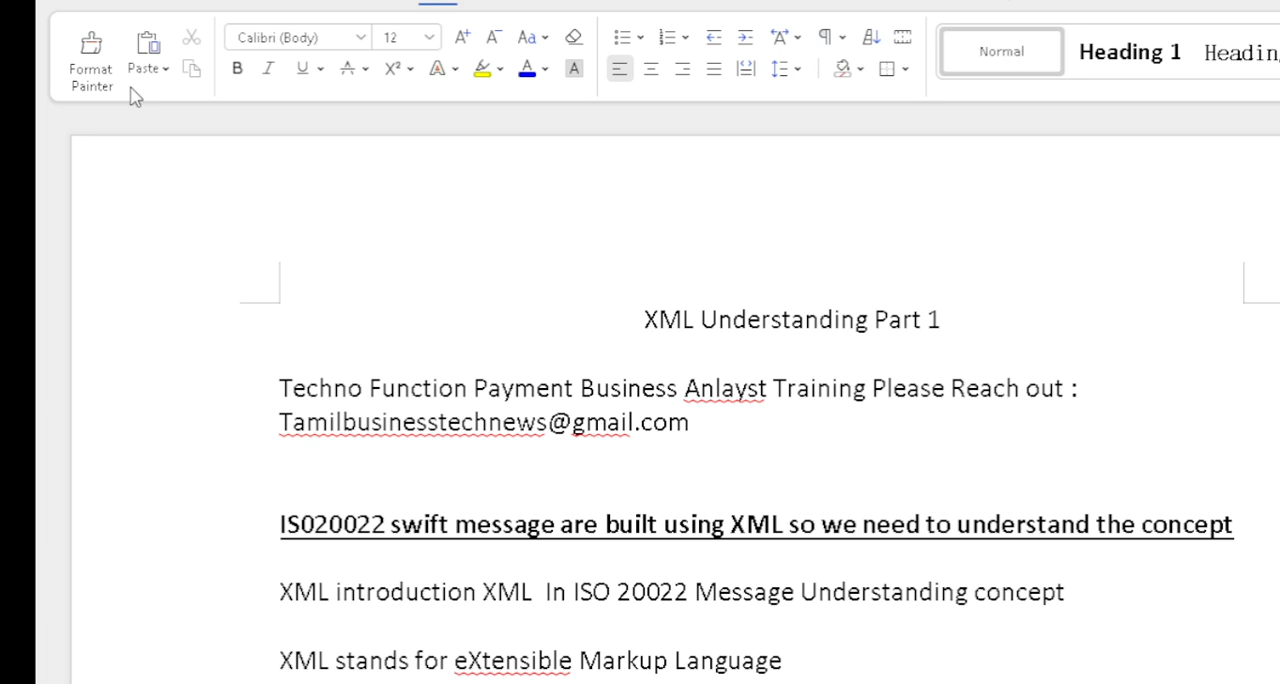 Format Painter
Paste
Calibri (Body)
12
A+ A- Aa
B I U A X² A A A
Normal
Heading 1
Headin
XML Understanding Part 1
Techno Function Payment Business Anlayst Training Please Reach out :
Tamilbusinesstechnews@gmail.com
IS020022 swift message are built using XML so we need to understand the concept
XML introduction XML  In ISO 20022 Message Understanding concept
XML stands for eXtensible Markup Language